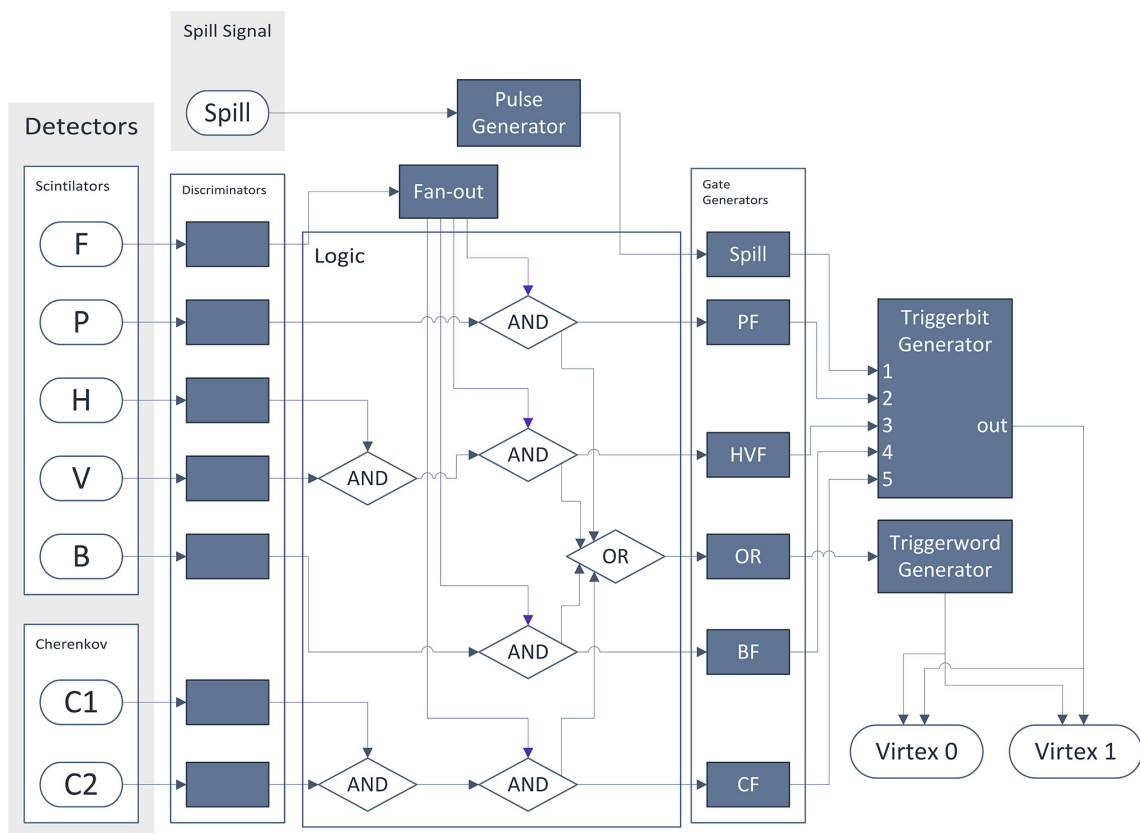 Spill Signal
Spill
Pulse
Generator
Detectors
Scintilators
Discriminators
Fan-out
Gate
Generators
F
Logic
Spill
P
AND
PF
Triggerbit
Generator
1
2
3
4
5
out
H
V
AND
AND
HVF
B
OR
OR
Triggerword
Generator
AND
BF
Cherenkov
C1
C2
AND
AND
CF
Virtex 0
Virtex 1